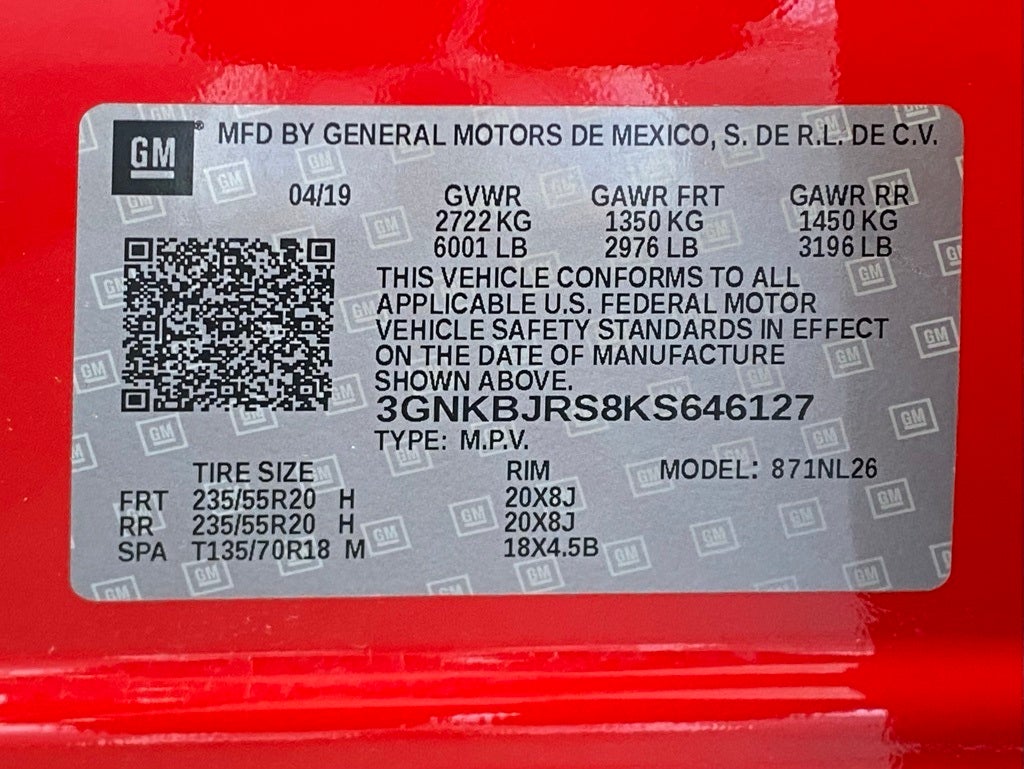 GM® MFD BY GENERAL MOTORS DE MEXICO, S. DE R.L. DE C.V.
04/19 GVWR GAWR FRT GAWR RR
2722 KG 1350 KG 1450 KG
6001 LB 2976 LB 3196 LB
THIS VEHICLE CONFORMS TO ALL
APPLICABLE U.S. FEDERAL MOTOR
VEHICLE SAFETY STANDARDS IN EFFECT
ON THE DATE OF MANUFACTURE
SHOWN ABOVE.
3GNKBJRS8KS646127
TYPE: M.P.V.
TIRE SIZE RIM MODEL: 871NL26
FRT 235/55R20 H 20X8J
RR 235/55R20 H 20X8J
SPA T135/70R18 M 18X4.5B